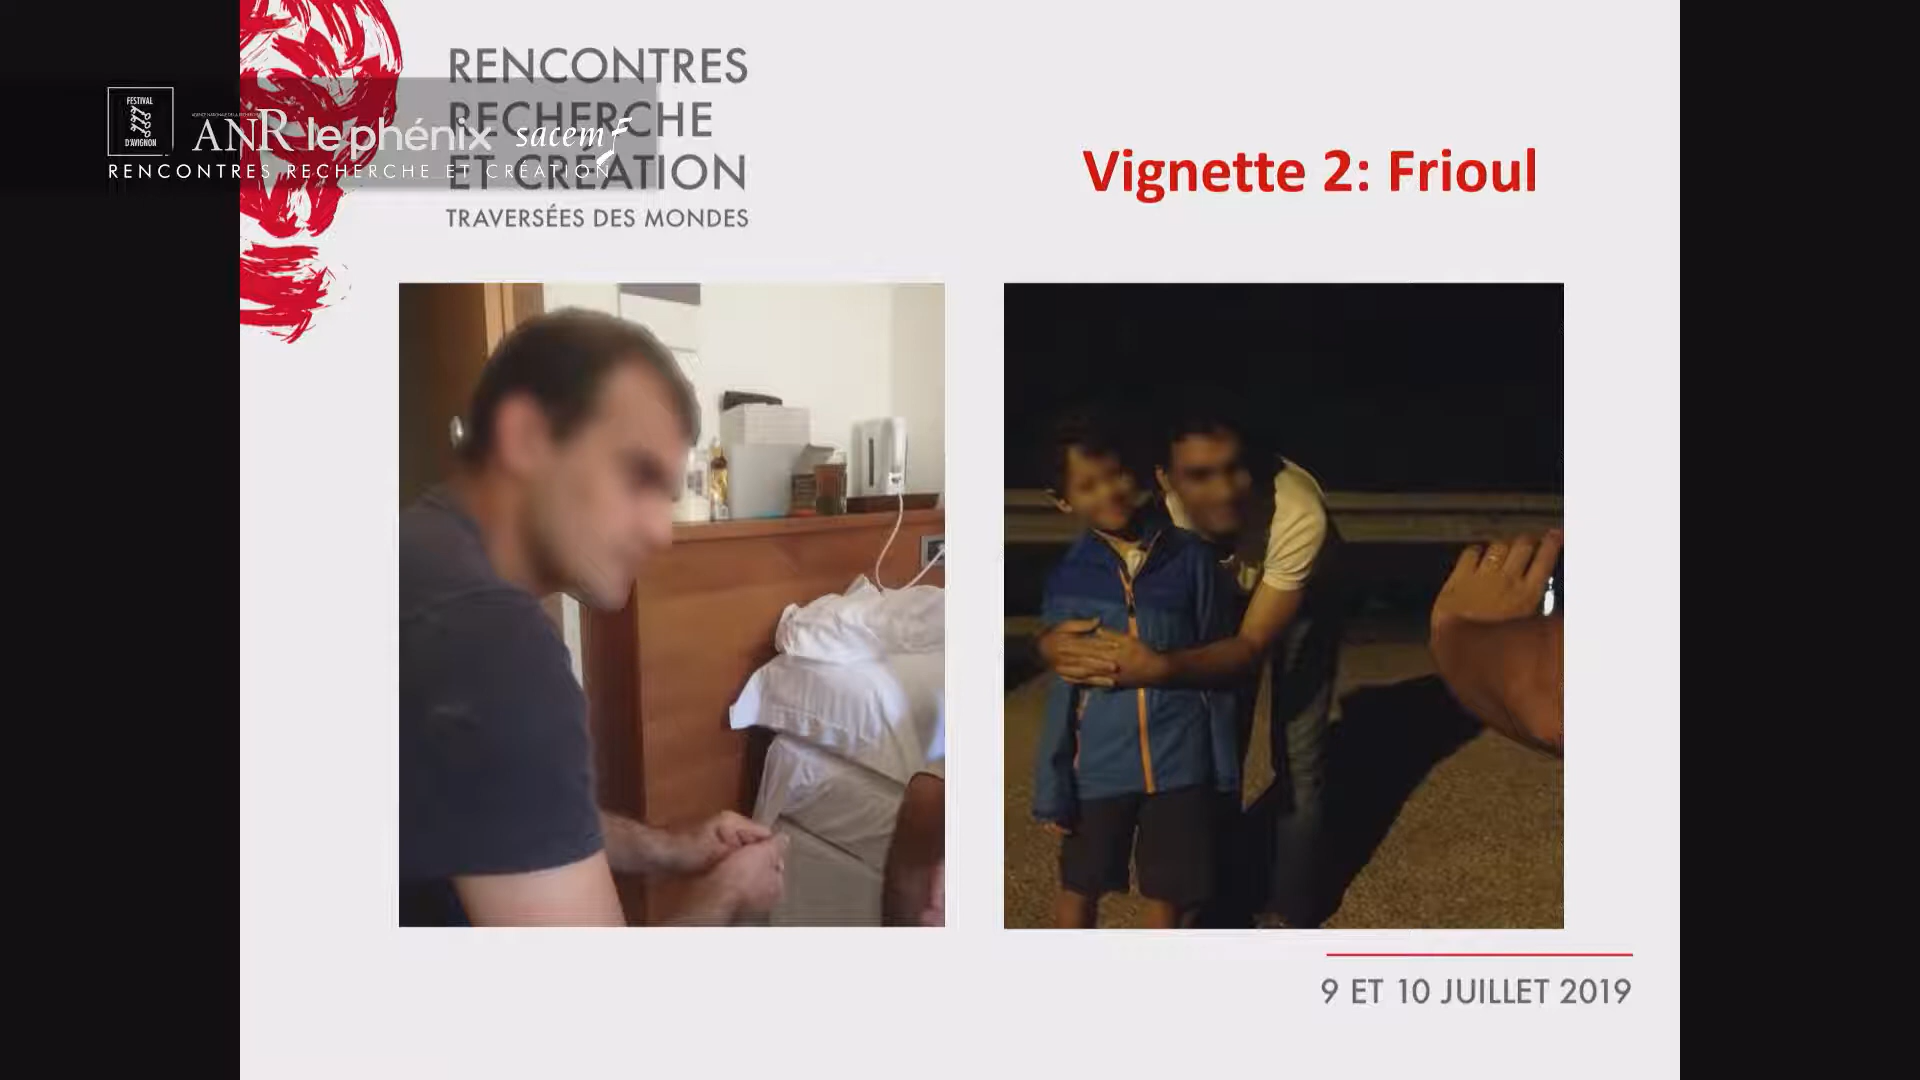 RENCONTRES
RECHERCHE
ET CRÉATION
TRAVERSÉES DES MONDES
FESTIVAL
D'AVIGNON
ANR le phénix sacem
RENCONTRES RECHERCHE ET CRÉATION
Vignette 2: Frioul
9 ET 10 JUILLET 2019